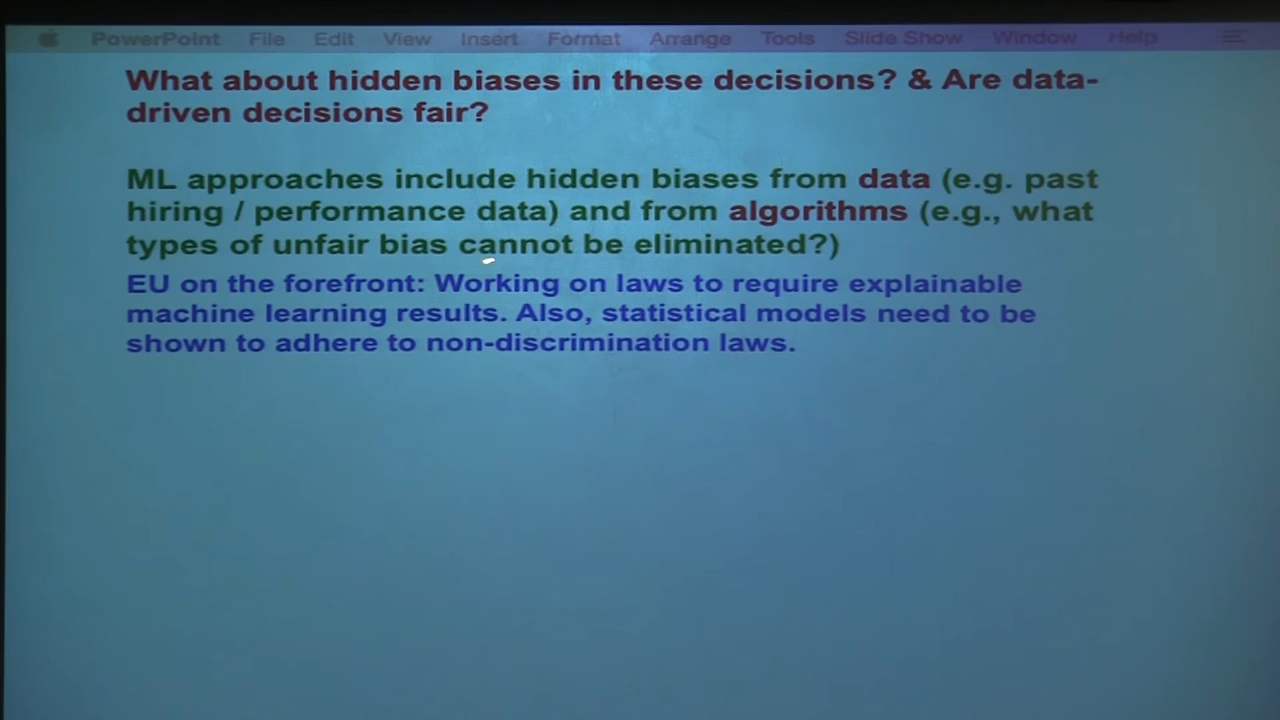 PowerPoint File Edit View Insert Format Arrange Tools Slide Show Window Help
What about hidden biases in these decisions? & Are data-
driven decisions fair?
ML approaches include hidden biases from data (e.g. past
hiring / performance data) and from algorithms (e.g., what
types of unfair bias cannot be eliminated?)
EU on the forefront: Working on laws to require explainable
machine learning results. Also, statistical models need to be
shown to adhere to non-discrimination laws.